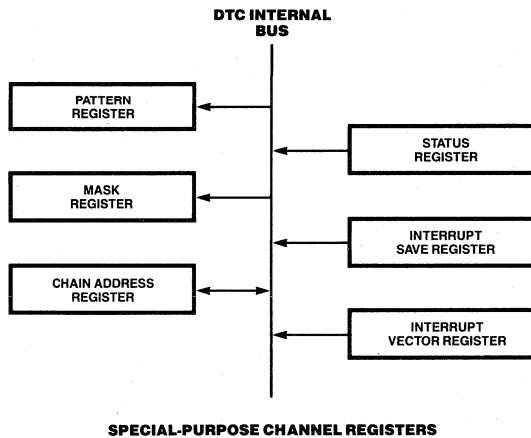 DTC INTERNAL
BUS
PATTERN
REGISTER
STATUS
REGISTER
MASK
REGISTER
INTERRUPT
SAVE REGISTER
CHAIN ADDRESS
REGISTER
INTERRUPT
VECTOR REGISTER
SPECIAL-PURPOSE CHANNEL REGISTERS